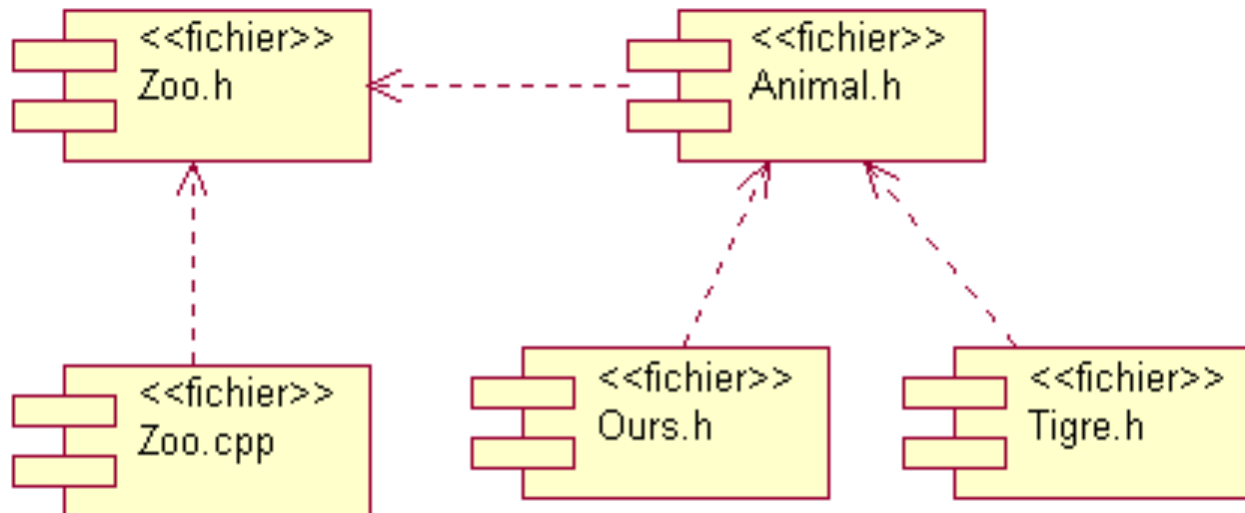 <<fichier>>
Zoo.h
<<fichier>>
Animal.h
<<fichier>>
Zoo.cpp
<<fichier>>
Ours.h
<<fichier>>
Tigre.h